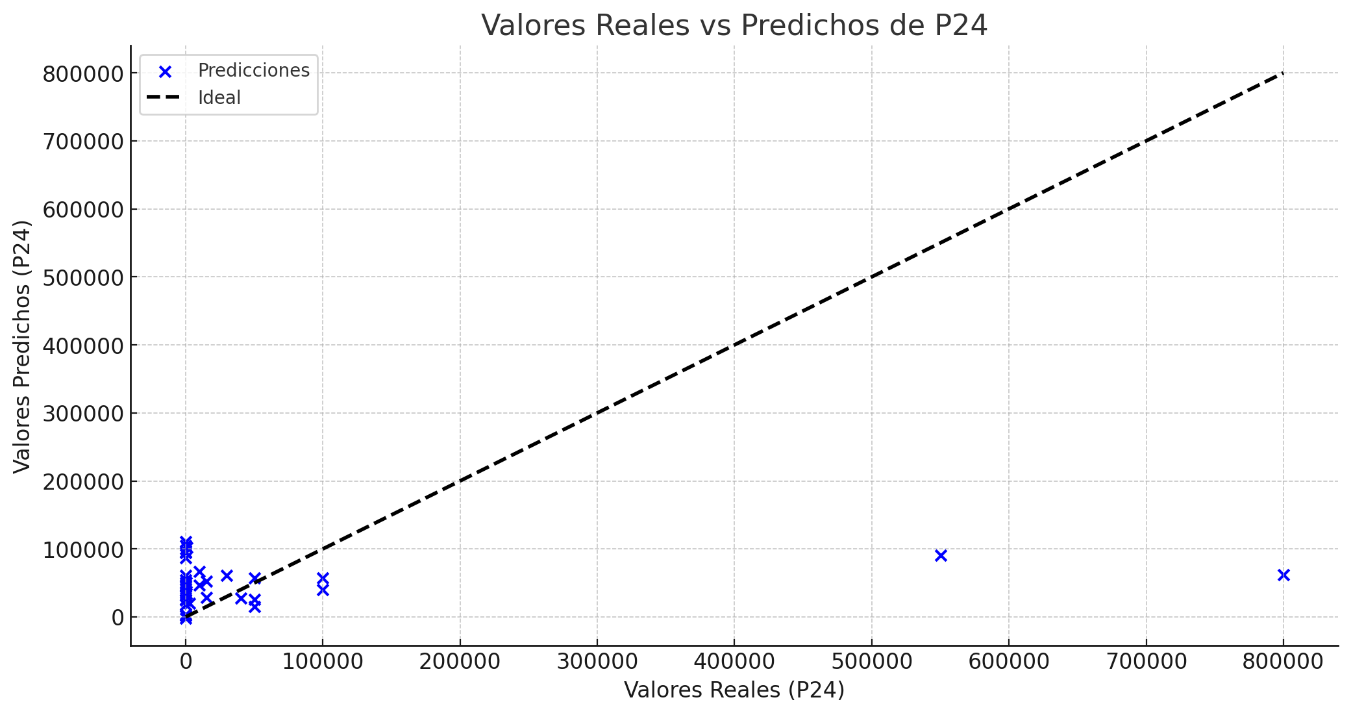 Valores Reales vs Predichos de P24
Predicciones
Ideal
Valores Predichos (P24)
800000
700000
600000
500000
400000
300000
200000
100000
0
0 100000 200000 300000 400000 500000 600000 700000 800000
Valores Reales (P24)